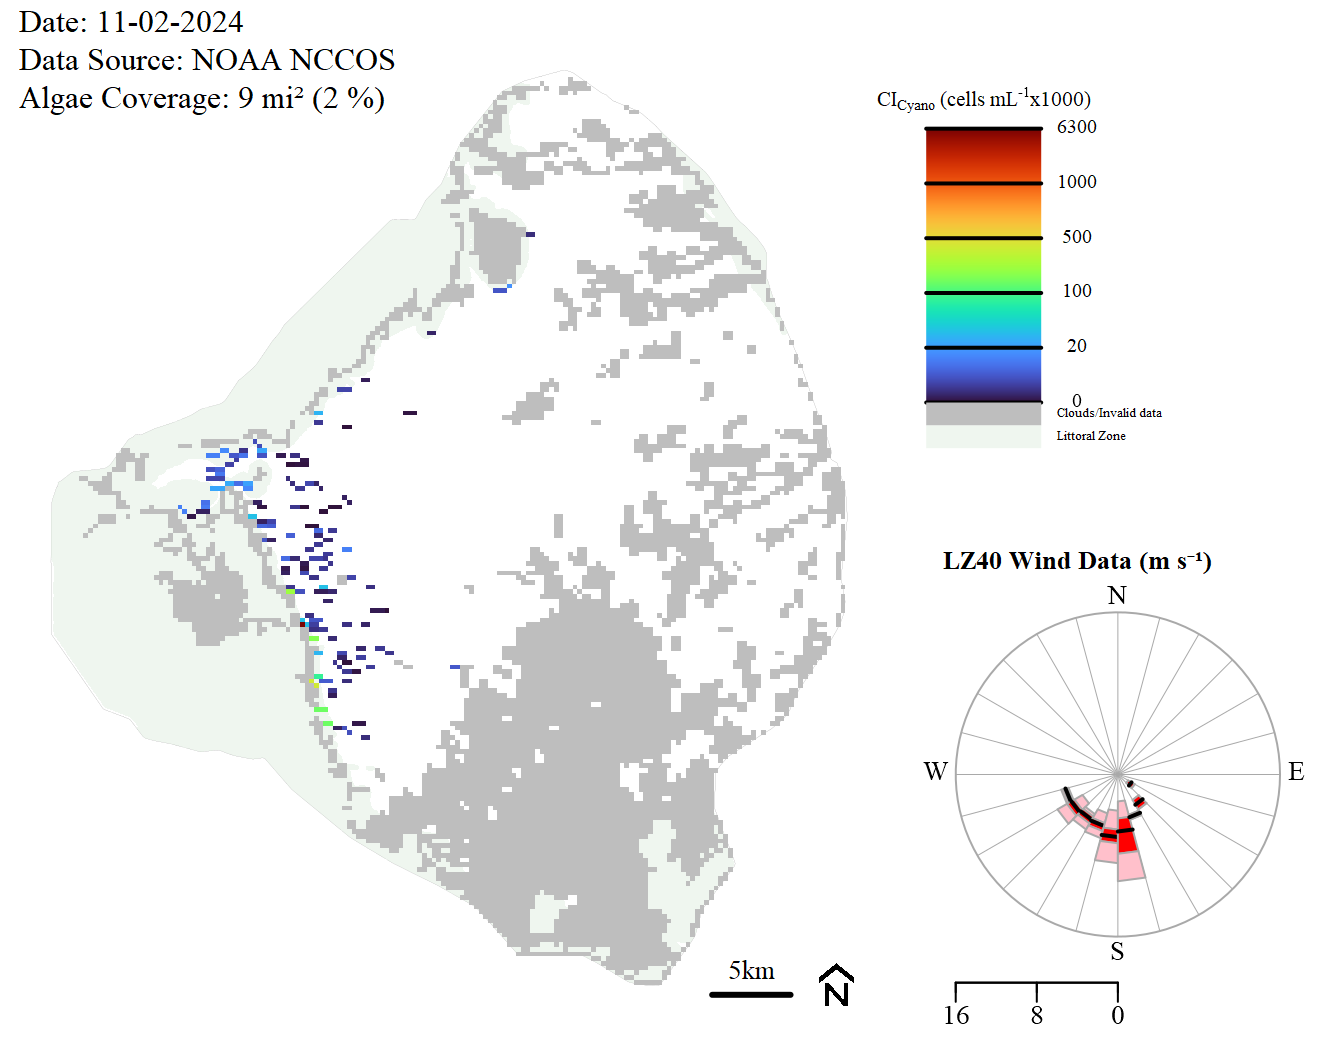 Date: 11-02-2024
Data Source: NOAA NCCOS
Algae Coverage: 9 mi² (2 %)
CI_Cyano (cells mL⁻¹x1000)
6300
1000
500
100
20
0
Clouds/Invalid data
Littoral Zone
LZ40 Wind Data (m s⁻¹)
N
W
E
S
5km
N
16 8 0